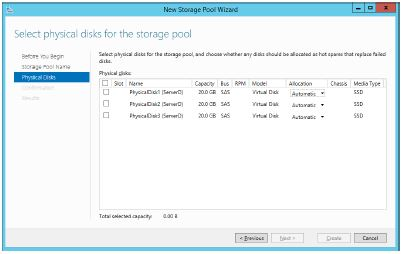 New Storage Pool Wizard
Select physical disks for the storage pool
Before You Begin
Storage Pool Name
Physical Disks
Confirmation
Results
Select physical disks for the storage pool, and choose whether any disks should be allocated as hot spares that replace failed
disks.
Physical disks:
Slot Name Capacity Bus RPM Model Allocation Chassis Media Type
PhysicalDisk1 (ServerD) 20.0 GB SAS Virtual Disk Automatic SSD
PhysicalDisk2 (ServerD) 20.0 GB SAS Virtual Disk Automatic SSD
PhysicalDisk3 (ServerD) 20.0 GB SAS Virtual Disk Automatic SSD
Total selected capacity: 0.00 B
< Previous Next > Create Cancel